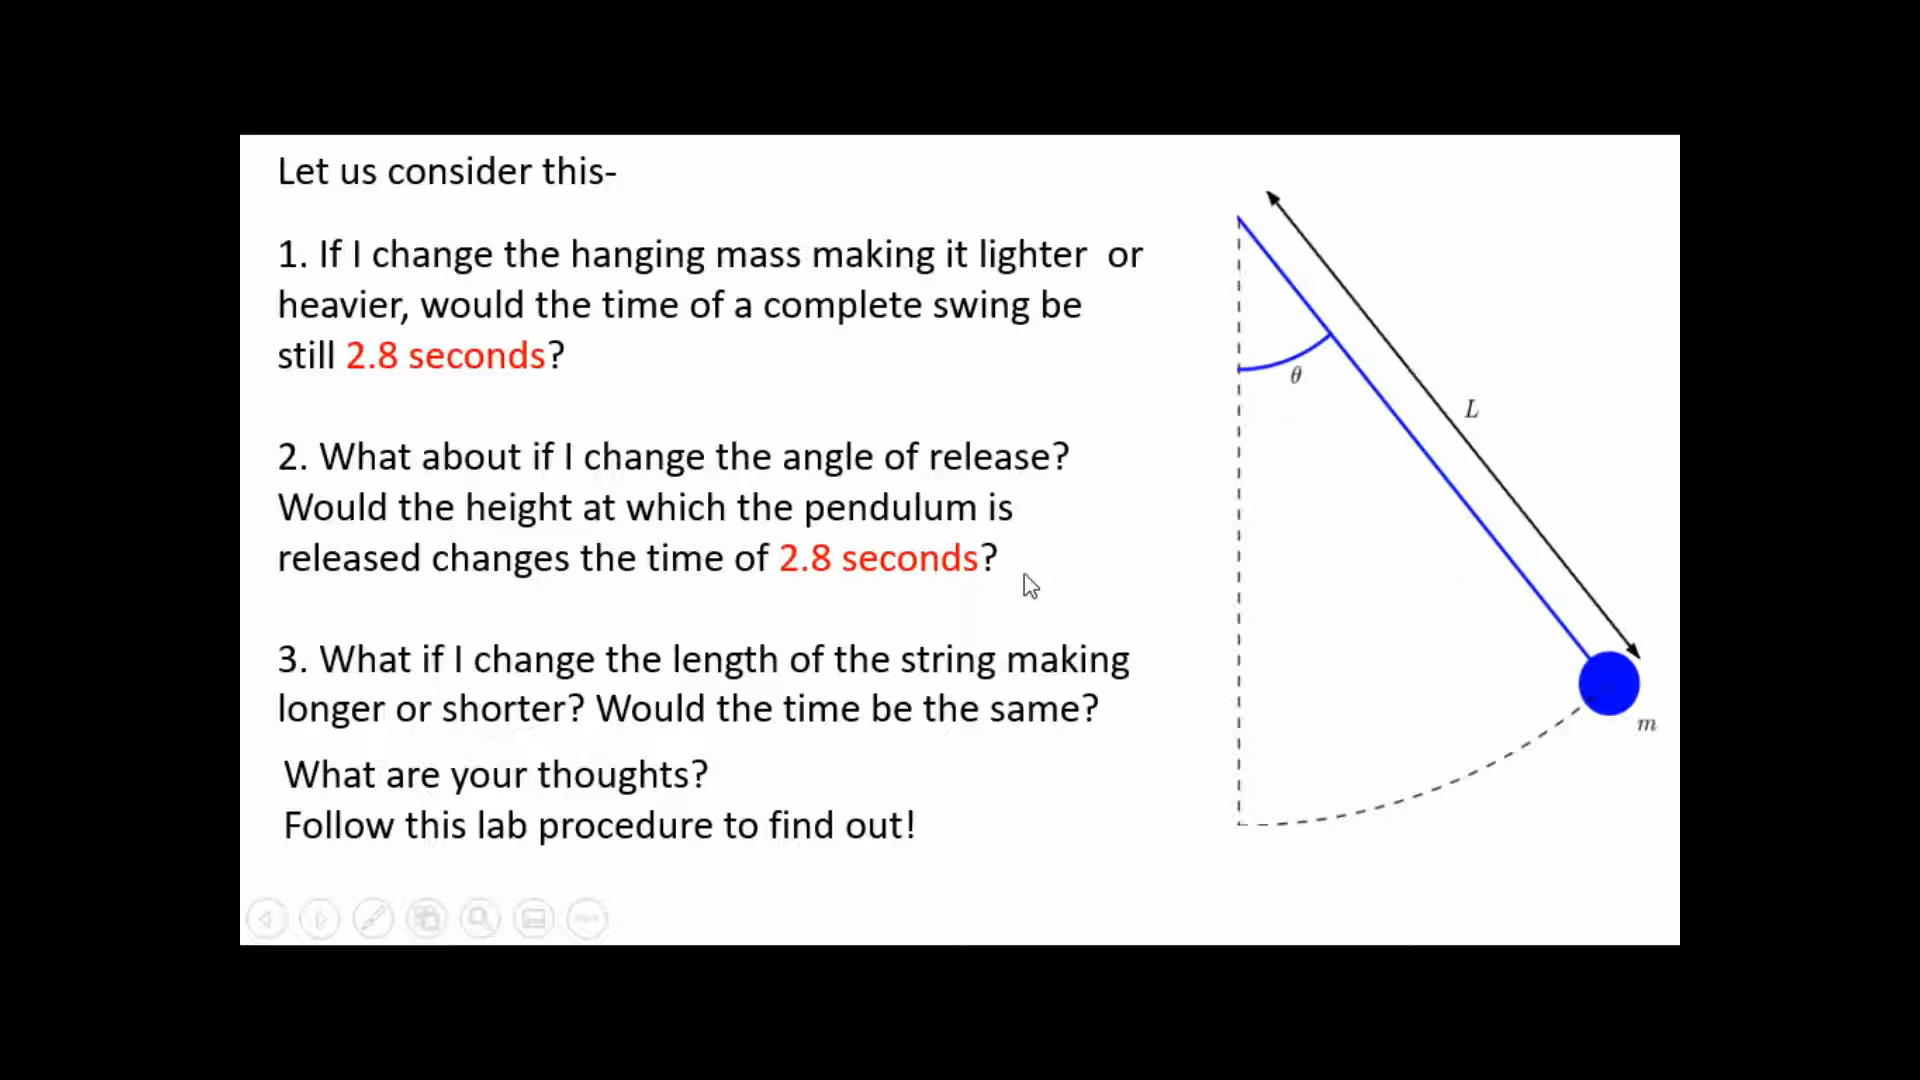 Let us consider this-
1. If I change the hanging mass making it lighter  or
heavier, would the time of a complete swing be
still 2.8 seconds?
2. What about if I change the angle of release?
Would the height at which the pendulum is
released changes the time of 2.8 seconds?
3. What if I change the length of the string making
longer or shorter? Would the time be the same?
What are your thoughts?
Follow this lab procedure to find out!
θ
L
m